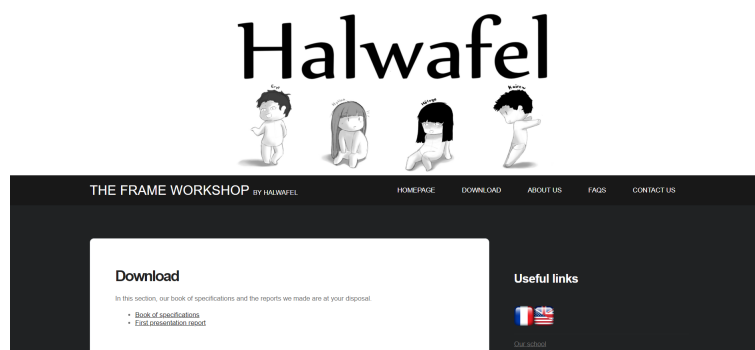 Halwafel
THE FRAME WORKSHOP BY HALWAFEL
HOMEPAGE
DOWNLOAD
ABOUT US
FAQS
CONTACT US
Download
In this section, our book of specifications and the reports we made are at your disposal.
Book of specifications
First presentation report
Useful links
Our school